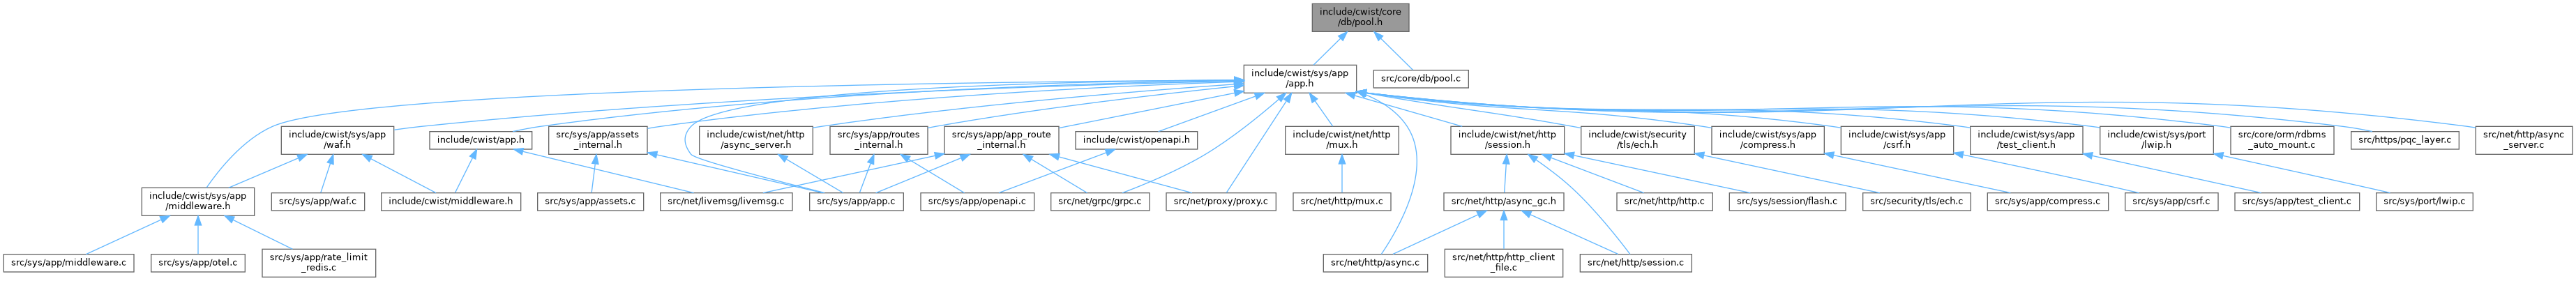 include/cwist/core
/db/pool.h
include/cwist/sys/app
/app.h
src/core/db/pool.c
include/cwist/sys/app
/waf.h
include/cwist/app.h
src/sys/app/assets
_internal.h
include/cwist/net/http
/async_server.h
src/sys/app/routes
_internal.h
src/sys/app/app_route
_internal.h
include/cwist/openapi.h
include/cwist/net/http
/mux.h
include/cwist/net/http
/session.h
include/cwist/security
/tls/ech.h
include/cwist/sys/app
/compress.h
include/cwist/sys/app
/csrf.h
include/cwist/sys/app
/test_client.h
include/cwist/sys/port
/lwip.h
src/core/orm/rdbms
_auto_mount.c
src/https/pqc_layer.c
src/net/http/async
_server.c
include/cwist/sys/app
/middleware.h
src/sys/app/waf.c
include/cwist/middleware.h
src/sys/app/assets.c
src/net/livemsg/livemsg.c
src/sys/app/app.c
src/sys/app/openapi.c
src/net/grpc/grpc.c
src/net/proxy/proxy.c
src/net/http/mux.c
src/net/http/async_gc.h
src/net/http/http.c
src/sys/session/flash.c
src/security/tls/ech.c
src/sys/app/compress.c
src/sys/app/csrf.c
src/sys/app/test_client.c
src/sys/port/lwip.c
src/sys/app/middleware.c
src/sys/app/otel.c
src/sys/app/rate_limit
_redis.c
src/net/http/async.c
src/net/http/http_client
_file.c
src/net/http/session.c